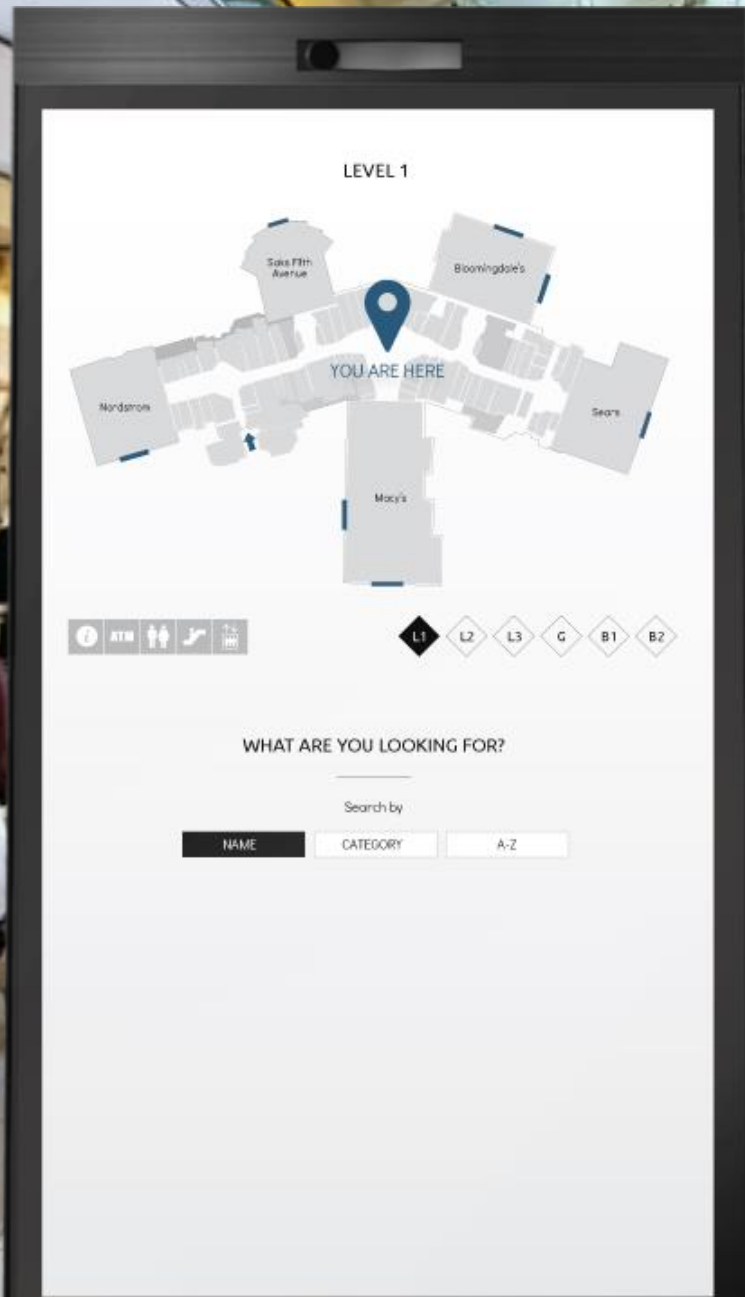 LEVEL 1
Saks Fifth
Avenue
Bloomingdale's
YOU ARE HERE
Nordstrom
Sears
Macy's
i
ATM
L1
L2
L3
G
B1
B2
WHAT ARE YOU LOOKING FOR?
Search by
NAME
CATEGORY
A-Z